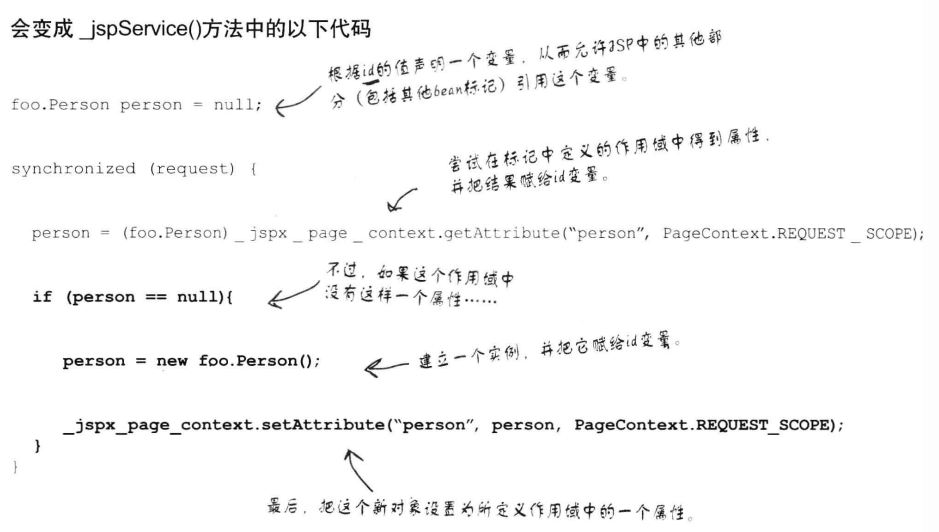 会变成 _jspService()方法中的以下代码
根据id的值声明一个变量，从而允许JSP中的其他部
分（包括其他bean标记）引用这个变量。
foo.Person person = null;
synchronized (request) {
尝试在标记中定义的作用域中得到属性，
并把结果赋给id变量。
person = (foo.Person)_jspx_page_context.getAttribute(“person”, PageContext.REQUEST_SCOPE);
不过，如果这个作用域中
没有这样一个属性……
if (person == null){
person = new foo.Person();
建立一个实例，并把它赋给id变量。
_jspx_page_context.setAttribute(“person”, person, PageContext.REQUEST_SCOPE);
}
}
最后，把这个新对象设置为所定义作用域中的一个属性。